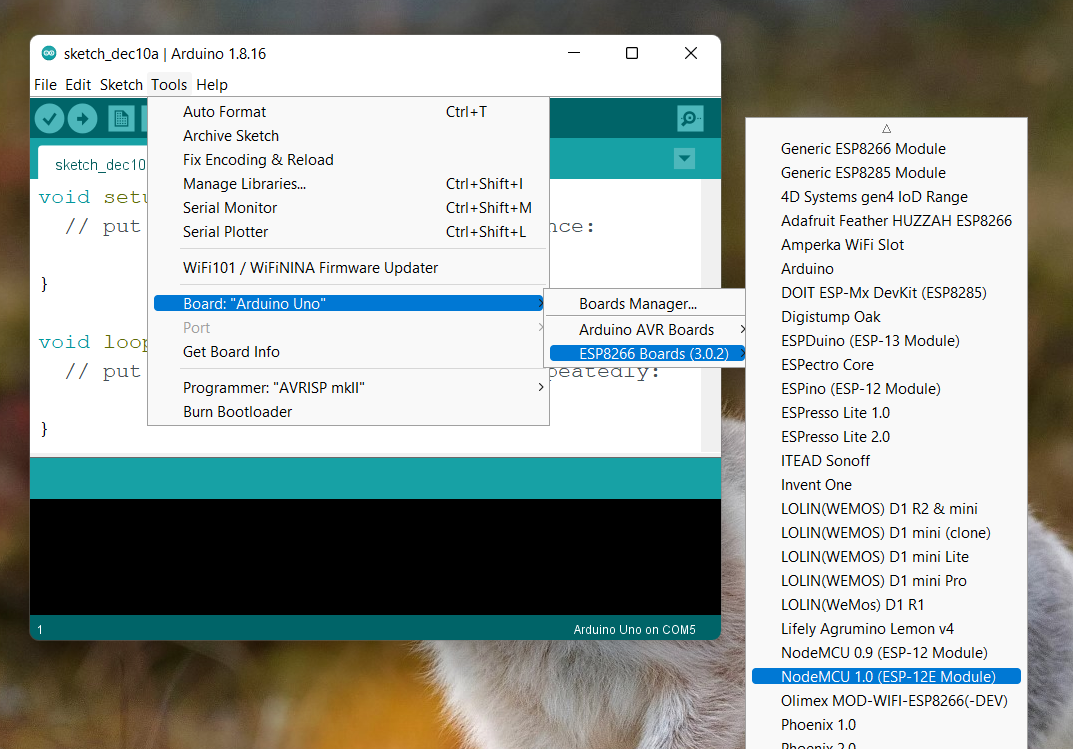 sketch_dec10a | Arduino 1.8.16
File Edit Sketch Tools Help
sketch_dec10
void setu
// put
nce:
}
void loop
// put
peatedly:
}
Auto Format Ctrl+T
Archive Sketch
Fix Encoding & Reload
Manage Libraries... Ctrl+Shift+I
Serial Monitor Ctrl+Shift+M
Serial Plotter Ctrl+Shift+L
WiFi101 / WiFiNINA Firmware Updater
Board: "Arduino Uno"
Port
Get Board Info
Programmer: "AVRISP mkII"
Burn Bootloader
Boards Manager...
Arduino AVR Boards
ESP8266 Boards (3.0.2)
Generic ESP8266 Module
Generic ESP8285 Module
4D Systems gen4 IoD Range
Adafruit Feather HUZZAH ESP8266
Amperka WiFi Slot
Arduino
DOIT ESP-Mx DevKit (ESP8285)
Digistump Oak
ESPDuino (ESP-13 Module)
ESPectro Core
ESPino (ESP-12 Module)
ESPresso Lite 1.0
ESPresso Lite 2.0
ITEAD Sonoff
Invent One
LOLIN(WEMOS) D1 R2 & mini
LOLIN(WEMOS) D1 mini (clone)
LOLIN(WEMOS) D1 mini Lite
LOLIN(WEMOS) D1 mini Pro
LOLIN(WeMos) D1 R1
Lifely Agrumino Lemon v4
NodeMCU 0.9 (ESP-12 Module)
NodeMCU 1.0 (ESP-12E Module)
Olimex MOD-WIFI-ESP8266(-DEV)
Phoenix 1.0
Phoenix 2.0
1
Arduino Uno on COM5